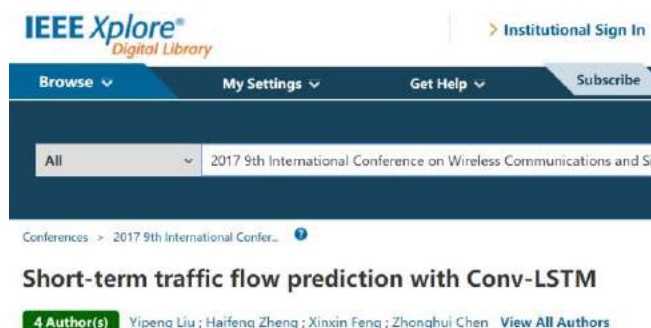 IEEE Xplore®
Digital Library
> Institutional Sign In
Browse
My Settings
Get Help
Subscribe
All
2017 9th International Conference on Wireless Communications and Si
Conferences > 2017 9th International Confer...
Short-term traffic flow prediction with Conv-LSTM
4 Author(s) Yipeng Liu ; Haifeng Zheng ; Xinxin Feng ; Zhonghui Chen View All Authors